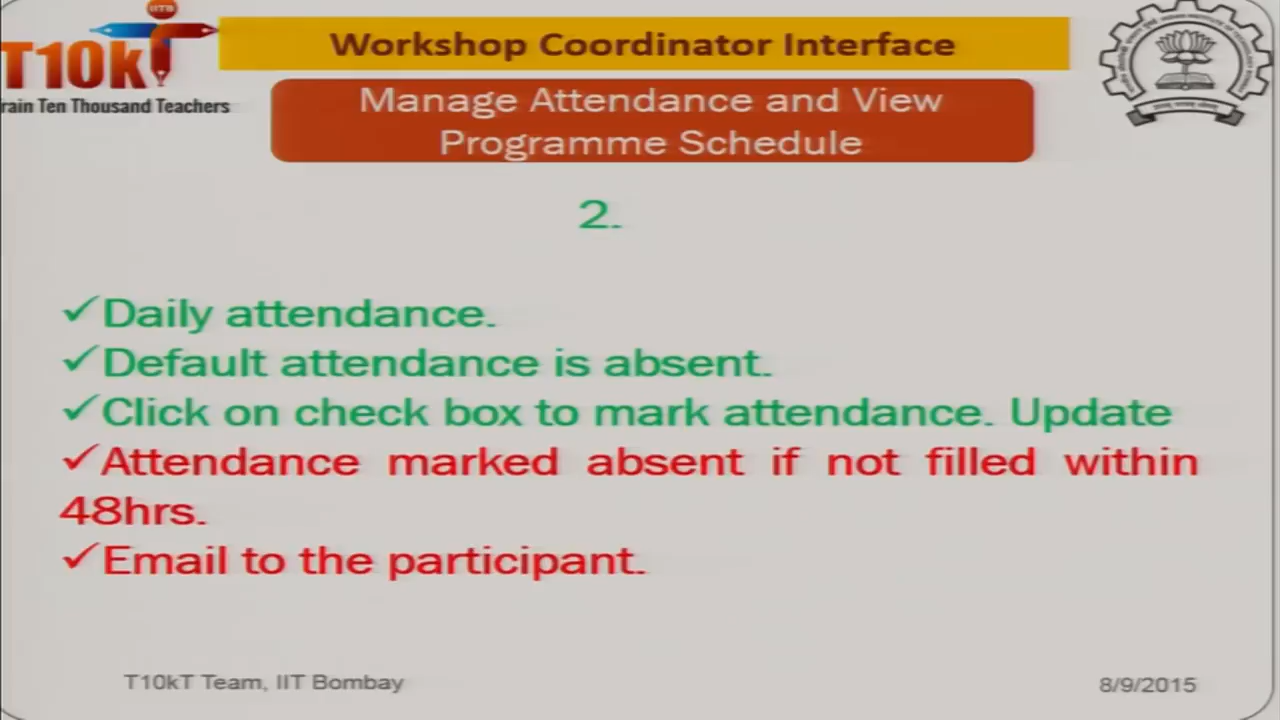 IITB
T10kT
rain Ten Thousand Teachers
Workshop Coordinator Interface
Manage Attendance and View
Programme Schedule
2.
✓Daily attendance.
✓Default attendance is absent.
✓Click on check box to mark attendance. Update
✓Attendance marked absent if not filled within
48hrs.
✓Email to the participant.
T10kT Team, IIT Bombay
8/9/2015